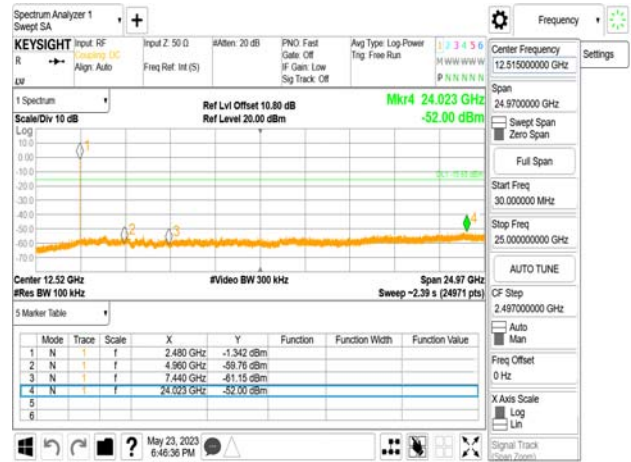 Spectrum Analyzer 1
Swept SA
Frequency
KEYSIGHT
Input: RF
Coupling: DC
Align: Auto
Input Z: 50 Ω
Freq Ref: Int (S)
#Atten: 20 dB
PNO: Fast
Gate: Off
IF Gain: Low
Sig Track: Off
Avg Type: Log-Power
Trig: Free Run
1 2 3 4 5 6
M W W W W W
P N N N N N
R
1 Spectrum
Scale/Div 10 dB
Ref Lvl Offset 10.80 dB
Ref Level 20.00 dBm
Mkr4 24.023 GHz
-52.00 dBm
Log
10.0
0.00
-10.0
-20.0
-30.0
-40.0
-50.0
-60.0
-70.0
1
2
3
4
Center 12.52 GHz
#Video BW 300 kHz
Span 24.97 GHz
#Res BW 100 kHz
Sweep ~2.39 s (24971 pts)
5 Marker Table
Mode Trace Scale X Y Function Function Width Function Value
1 N 1 f 2.480 GHz -1.342 dBm
2 N 1 f 4.960 GHz -59.76 dBm
3 N 1 f 7.440 GHz -61.15 dBm
4 N 1 f 24.023 GHz -52.00 dBm
5
6
May 23, 2023
6:46:36 PM
Center Frequency
12.515000000 GHz
Settings
Span
24.9700000 GHz
Swept Span
Zero Span
Full Span
Start Freq
30.000000 MHz
Stop Freq
25.000000000 GHz
AUTO TUNE
CF Step
2.497000000 GHz
Auto
Man
Freq Offset
0 Hz
X Axis Scale
Log
Lin
Signal Track
(Span Zoom)